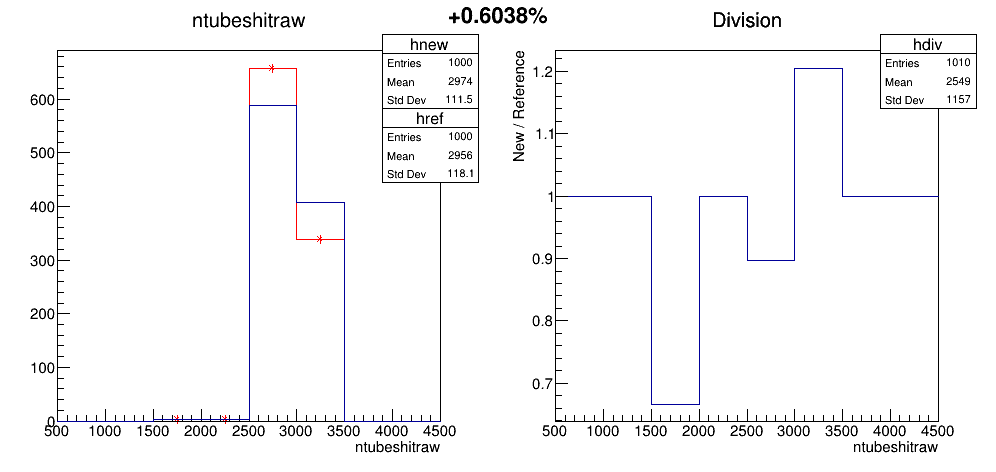 +0.6038%
ntubeshitraw
hnew
Entries 1000
Mean 2974
Std Dev 111.5
href
Entries 1000
Mean 2956
Std Dev 118.1
600
500
400
300
200
100
0
500 1000 1500 2000 2500 3000 3500 4000 4500
ntubeshitraw
Division
hdiv
Entries 1010
Mean 2549
Std Dev 1157
New / Reference
1.2
1.1
1
0.9
0.8
0.7
500 1000 1500 2000 2500 3000 3500 4000 4500
ntubeshitraw